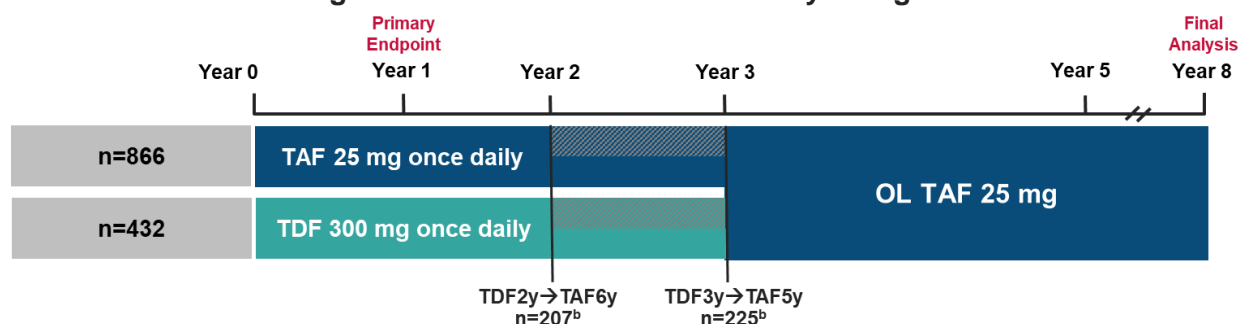 Primary
Endpoint
Final
Analysis
Year 0
Year 1
Year 2
Year 3
Year 5
Year 8
n=866
TAF 25 mg once daily
OL TAF 25 mg
n=432
TDF 300 mg once daily
TDF2y→TAF6y
n=207ᵇ
TDF3y→TAF5y
n=225ᵇ